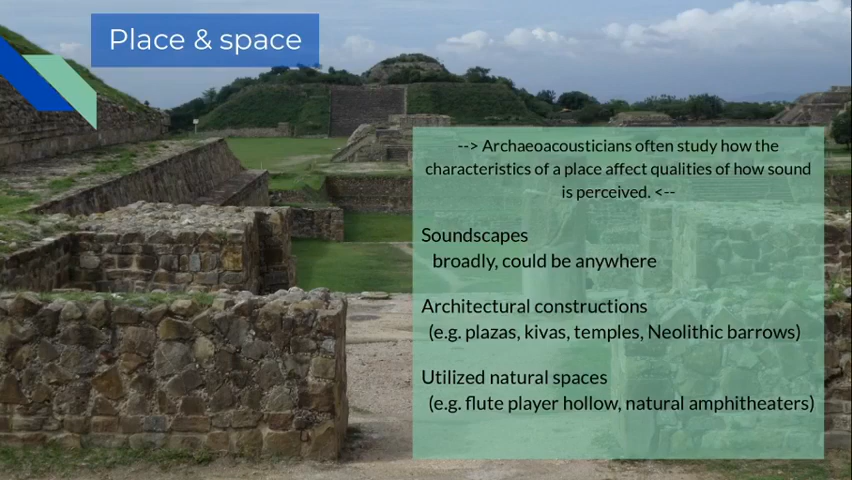 Place & space
--> Archaeoacousticians often study how the
characteristics of a place affect qualities of how sound
is perceived. <--
Soundscapes
broadly, could be anywhere
Architectural constructions
(e.g. plazas, kivas, temples, Neolithic barrows)
Utilized natural spaces
(e.g. flute player hollow, natural amphitheaters)